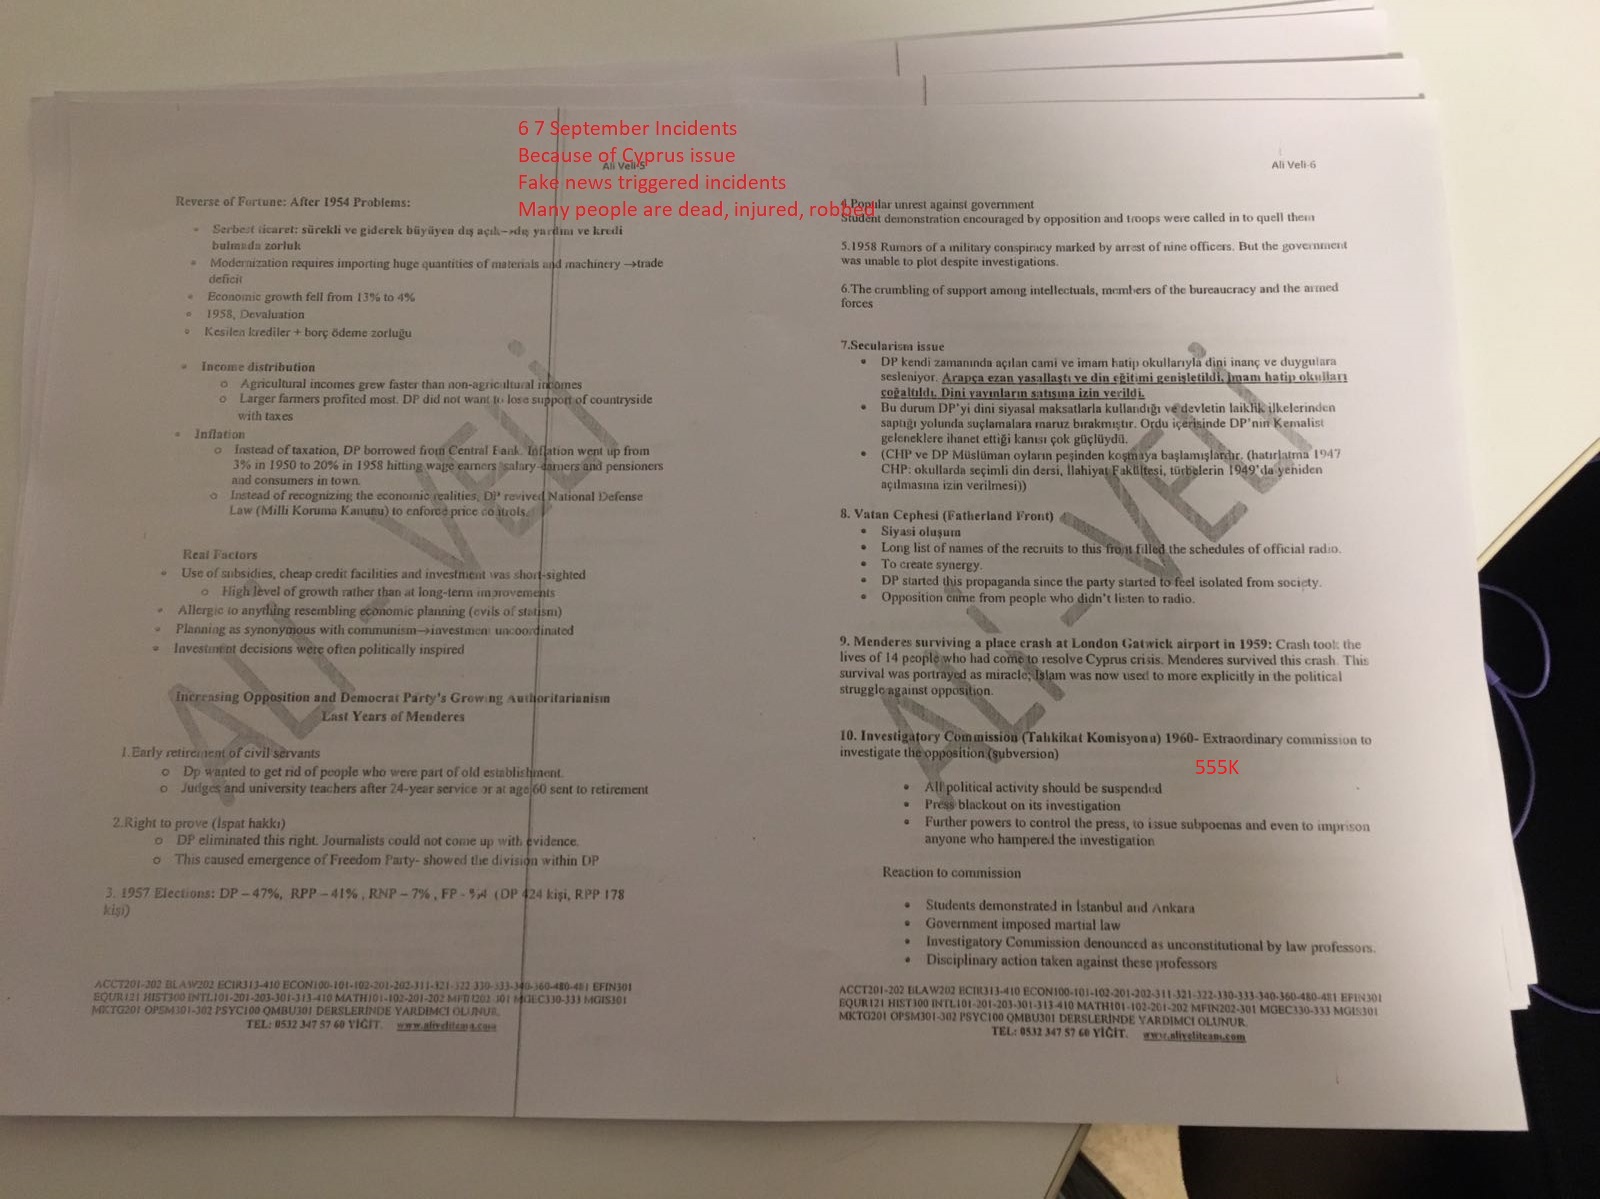 6 7 September Incidents
Because of Cyprus issue
Fake news triggered incidents
Many people are dead, injured, robbed
Ali Veli-5
Reverse of Fortune: After 1954 Problems:
Serbest ticaret: sürekli ve giderek büyüyen dış açık→dış yardım ve kredi
bulmada zorluk
Modernization requires importing huge quantities of materials and machinery →trade
deficit
Economic growth fell from 13% to 4%
1958, Devaluation
Kesilen krediler + borç ödeme zorluğu
Income distribution
Agricultural incomes grew faster than non-agricultural incomes
Larger farmers profited most. DP did not want to lose support of countryside
with taxes
Inflation
Instead of taxation, DP borrowed from Central Bank. Inflation went up from
3% in 1950 to 20% in 1958 hitting wage earners salary-earners and pensioners
and consumers in town.
Instead of recognizing the economic realities, DP revived National Defense
Law (Milli Koruma Kanunu) to enforce price controls.
Real Factors
Use of subsidies, cheap credit facilities and investment was short-sighted
High level of growth rather than at long-term improvements
Allergic to anything resembling economic planning (evils of statism)
Planning as synonymous with communism→investment uncoordinated
Investment decisions were often politically inspired
Increasing Opposition and Democrat Party's Growing Authoritarianism
Last Years of Menderes
1.Early retirement of civil servants
Dp wanted to get rid of people who were part of old establishment.
Judges and university teachers after 24-year service or at age 60 sent to retirement
2.Right to prove (İspat hakkı)
DP eliminated this right. Journalists could not come up with evidence.
This caused emergence of Freedom Party- showed the division within DP
3. 1957 Elections: DP – 47%, RPP – 41% , RNP – 7% , FP - (DP 424 kişi, RPP 178
kişi)
ACCT201-202 BLAW202 ECIR313-410 ECON100-101-102-201-202-311-321-322-330-333-340-360-480-481 EFIN301
EQUR121 HIST300 INTL101-201-203-301-313-410 MATH101-102-201-202 MFIN202-301 MGEC330-333 MGIS301
MKTG201 OPSM301-302 PSYC100 QMBU301 DERSLERİNDE YARDIMCI OLUNUR.
TEL: 0532 347 57 60 YİĞİT. www.aliveliteam.com
ALİ - VELİ
Ali Veli-6
4.Popular unrest against government
Student demonstration encouraged by opposition and troops were called in to quell them
5.1958 Rumors of a military conspiracy marked by arrest of nine officers. But the government
was unable to plot despite investigations.
6.The crumbling of support among intellectuals, members of the bureaucracy and the armed
forces
7.Secularism issue
DP kendi zamanında açılan cami ve imam hatip okullarıyla dini inanç ve duygulara
sesleniyor. Arapça ezan yasallaştı ve din eğitimi genişletildi. İmam hatip okulları
çoğaltıldı. Dini yayınların satışına izin verildi.
Bu durum DP'yi dini siyasal maksatlarla kullandığı ve devletin laiklik ilkelerinden
saptığı yolunda suçlamalara maruz bırakmıştır. Ordu içerisinde DP'nin Kemalist
geleneklere ihanet ettiği kanısı çok güçlüydü.
(CHP ve DP Müslüman oyların peşinden koşmaya başlamışlardır. (hatırlatma 1947
CHP: okullarda seçimli din dersi, İlahiyat Fakültesi, türbelerin 1949'da yeniden
açılmasına izin verilmesi))
8. Vatan Cephesi (Fatherland Front)
Siyasi oluşum
Long list of names of the recruits to this front filled the schedules of official radio.
To create synergy.
DP started this propaganda since the party started to feel isolated from society.
Opposition came from people who didn't listen to radio.
9. Menderes surviving a place crash at London Gatwick airport in 1959: Crash took the
lives of 14 people who had come to resolve Cyprus crisis. Menderes survived this crash. This
survival was portrayed as miracle; Islam was now used to more explicitly in the political
struggle against opposition.
10. Investigatory Commission (Tahkikat Komisyonu) 1960- Extraordinary commission to
investigate the opposition (subversion)
555K
All political activity should be suspended
Press blackout on its investigation
Further powers to control the press, to issue subpoenas and even to imprison
anyone who hampered the investigation
Reaction to commission
Students demonstrated in İstanbul and Ankara
Government imposed martial law
Investigatory Commission denounced as unconstitutional by law professors.
Disciplinary action taken against these professors
ACCT201-202 BLAW202 ECIR313-410 ECON100-101-102-201-202-311-321-322-330-333-340-360-480-481 EFIN301
EQUR121 HIST300 INTL101-201-203-301-313-410 MATH101-102-201-202 MFIN202-301 MGEC330-333 MGIS301
MKTG201 OPSM301-302 PSYC100 QMBU301 DERSLERİNDE YARDIMCI OLUNUR.
TEL: 0532 347 57 60 YİĞİT. www.aliveliteam.com
ALİ - VELİ